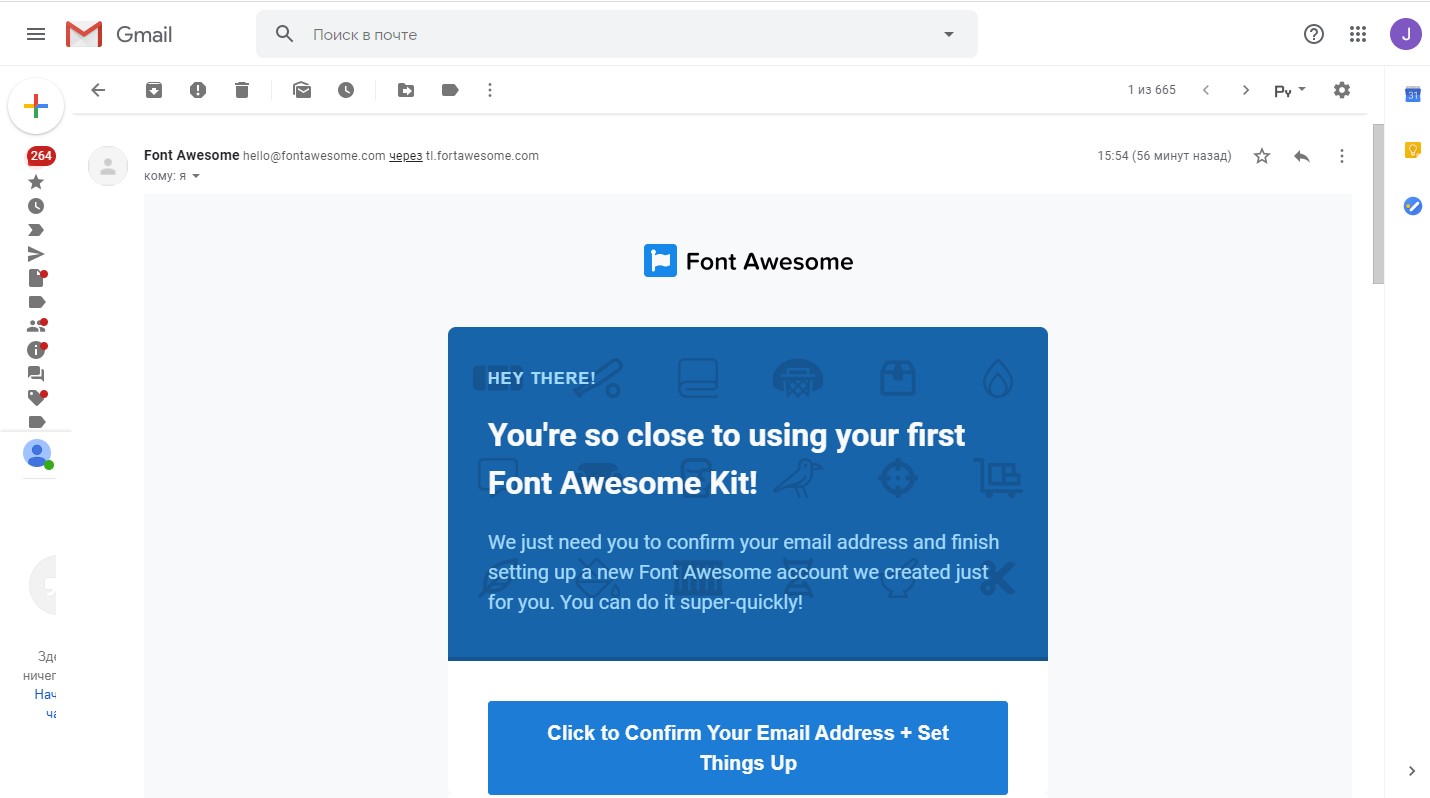 Gmail
Поиск в почте
J
1 из 665
Ру
31
264
Font Awesome hello@fontawesome.com через tl.fortawesome.com
15:54 (56 минут назад)
кому: я
Font Awesome
HEY THERE!
You're so close to using your first
Font Awesome Kit!
We just need you to confirm your email address and finish
setting up a new Font Awesome account we created just
for you. You can do it super-quickly!
Зде
ничег
Нач
ча
Click to Confirm Your Email Address + Set
Things Up